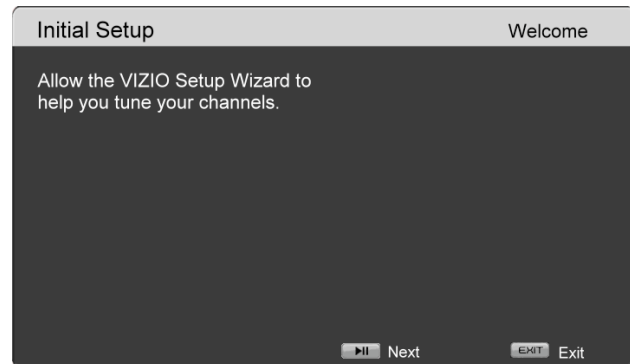 Initial Setup Welcome
Allow the VIZIO Setup Wizard to
help you tune your channels.
Next EXIT Exit